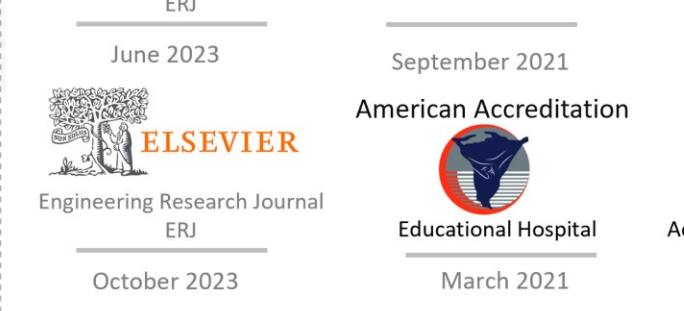 ERJ
June 2023
ELSEVIER
Engineering Research Journal
ERJ
October 2023
September 2021
American Accreditation
Educational Hospital
March 2021